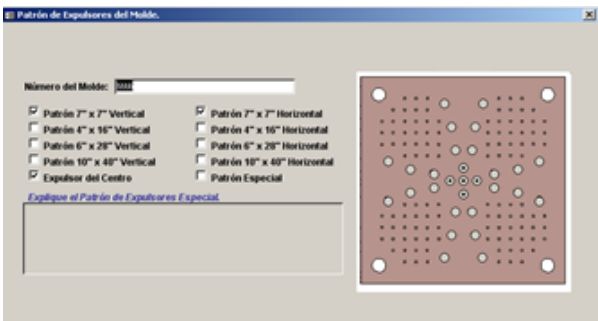 Patrón de Expulsores del Molde.
Número del Molde:
Patrón 7" x 7" Vertical
Patrón 7" x 7" Horizontal
Patrón 4" x 16" Vertical
Patrón 4" x 16" Horizontal
Patrón 6" x 28" Vertical
Patrón 6" x 28" Horizontal
Patrón 10" x 40" Vertical
Patrón 10" x 40" Horizontal
Expulsor del Centro
Patrón Especial
Explique el Patrón de Expulsores Especial.